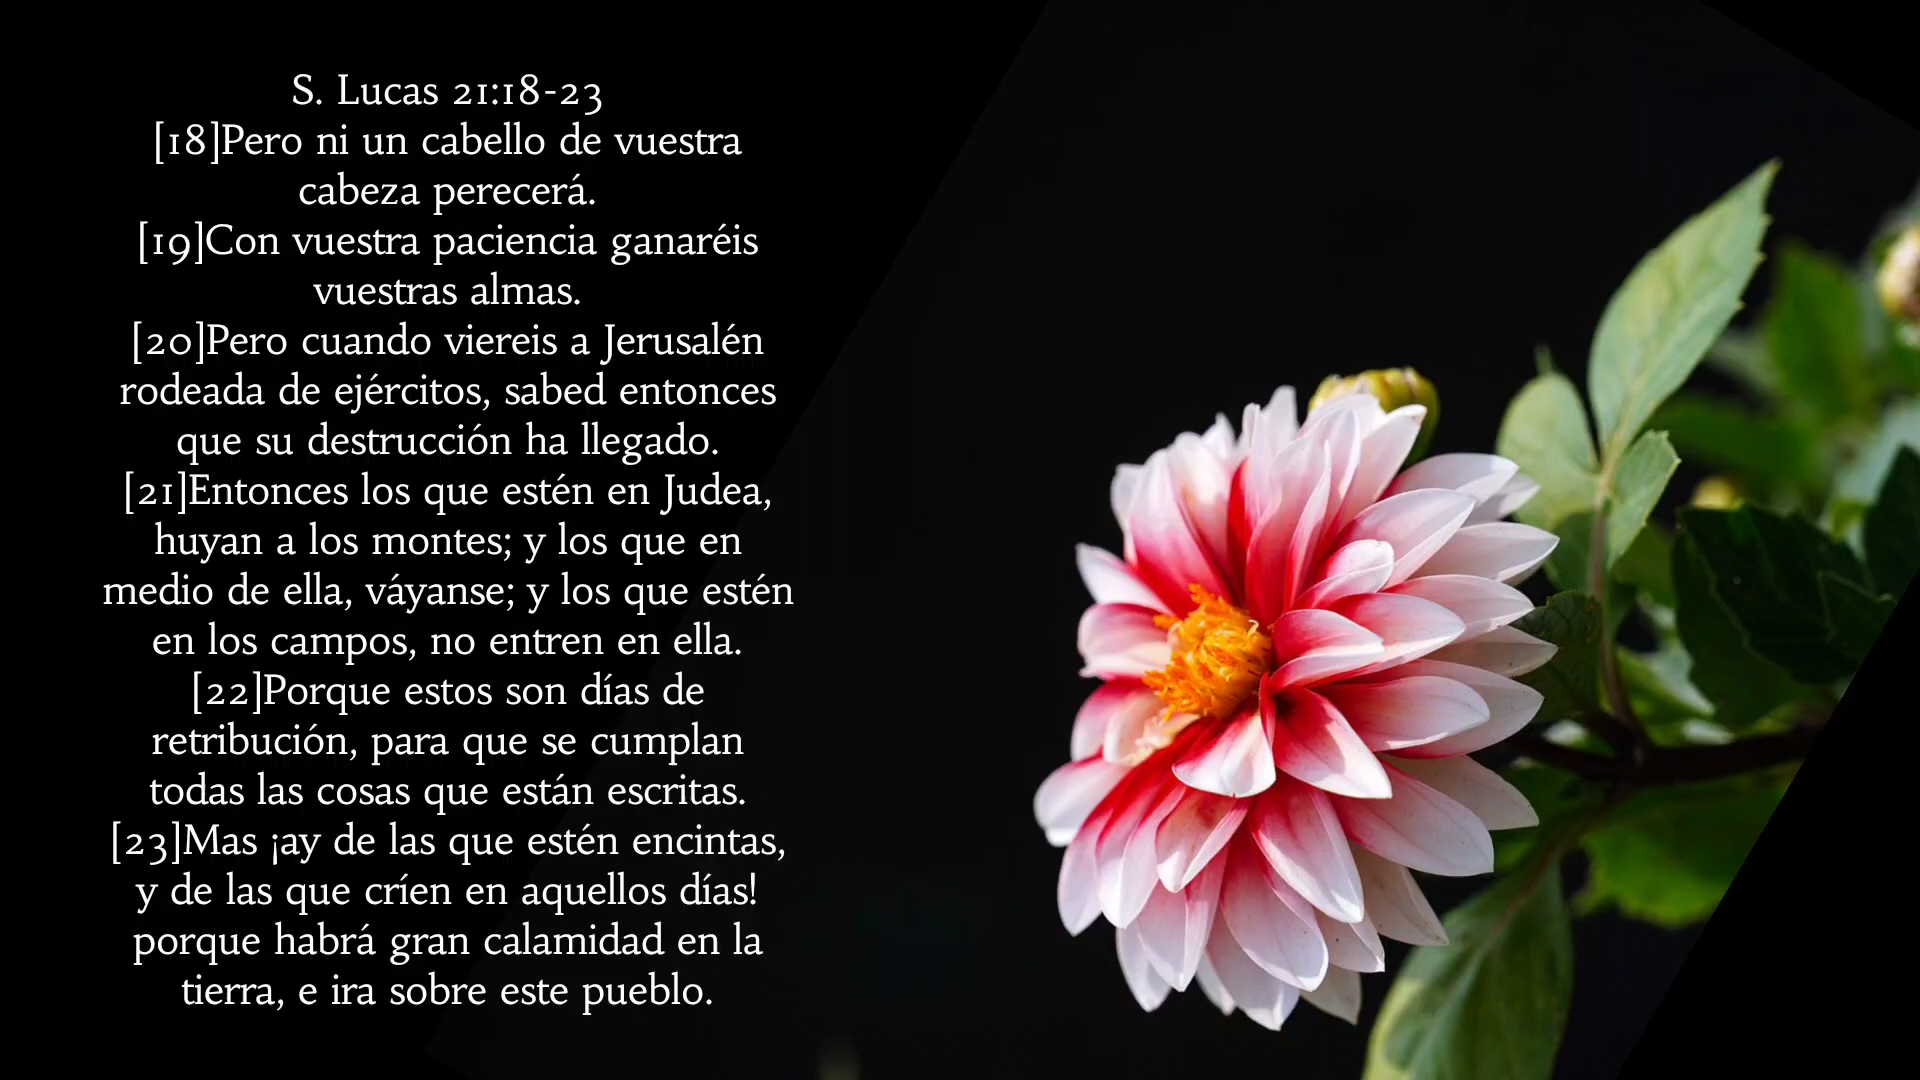 S. Lucas 21:18-23
[18]Pero ni un cabello de vuestra
cabeza perecerá.
[19]Con vuestra paciencia ganaréis
vuestras almas.
[20]Pero cuando viereis a Jerusalén
rodeada de ejércitos, sabed entonces
que su destrucción ha llegado.
[21]Entonces los que estén en Judea,
huyan a los montes; y los que en
medio de ella, váyanse; y los que estén
en los campos, no entren en ella.
[22]Porque estos son días de
retribución, para que se cumplan
todas las cosas que están escritas.
[23]Mas ¡ay de las que estén encintas,
y de las que críen en aquellos días!
porque habrá gran calamidad en la
tierra, e ira sobre este pueblo.